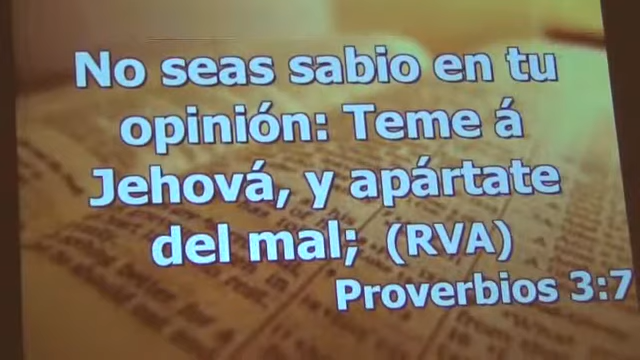 No seas sabio en tu
opinión: Teme á
Jehová, y apártate
del mal; (RVA)
Proverbios 3:7